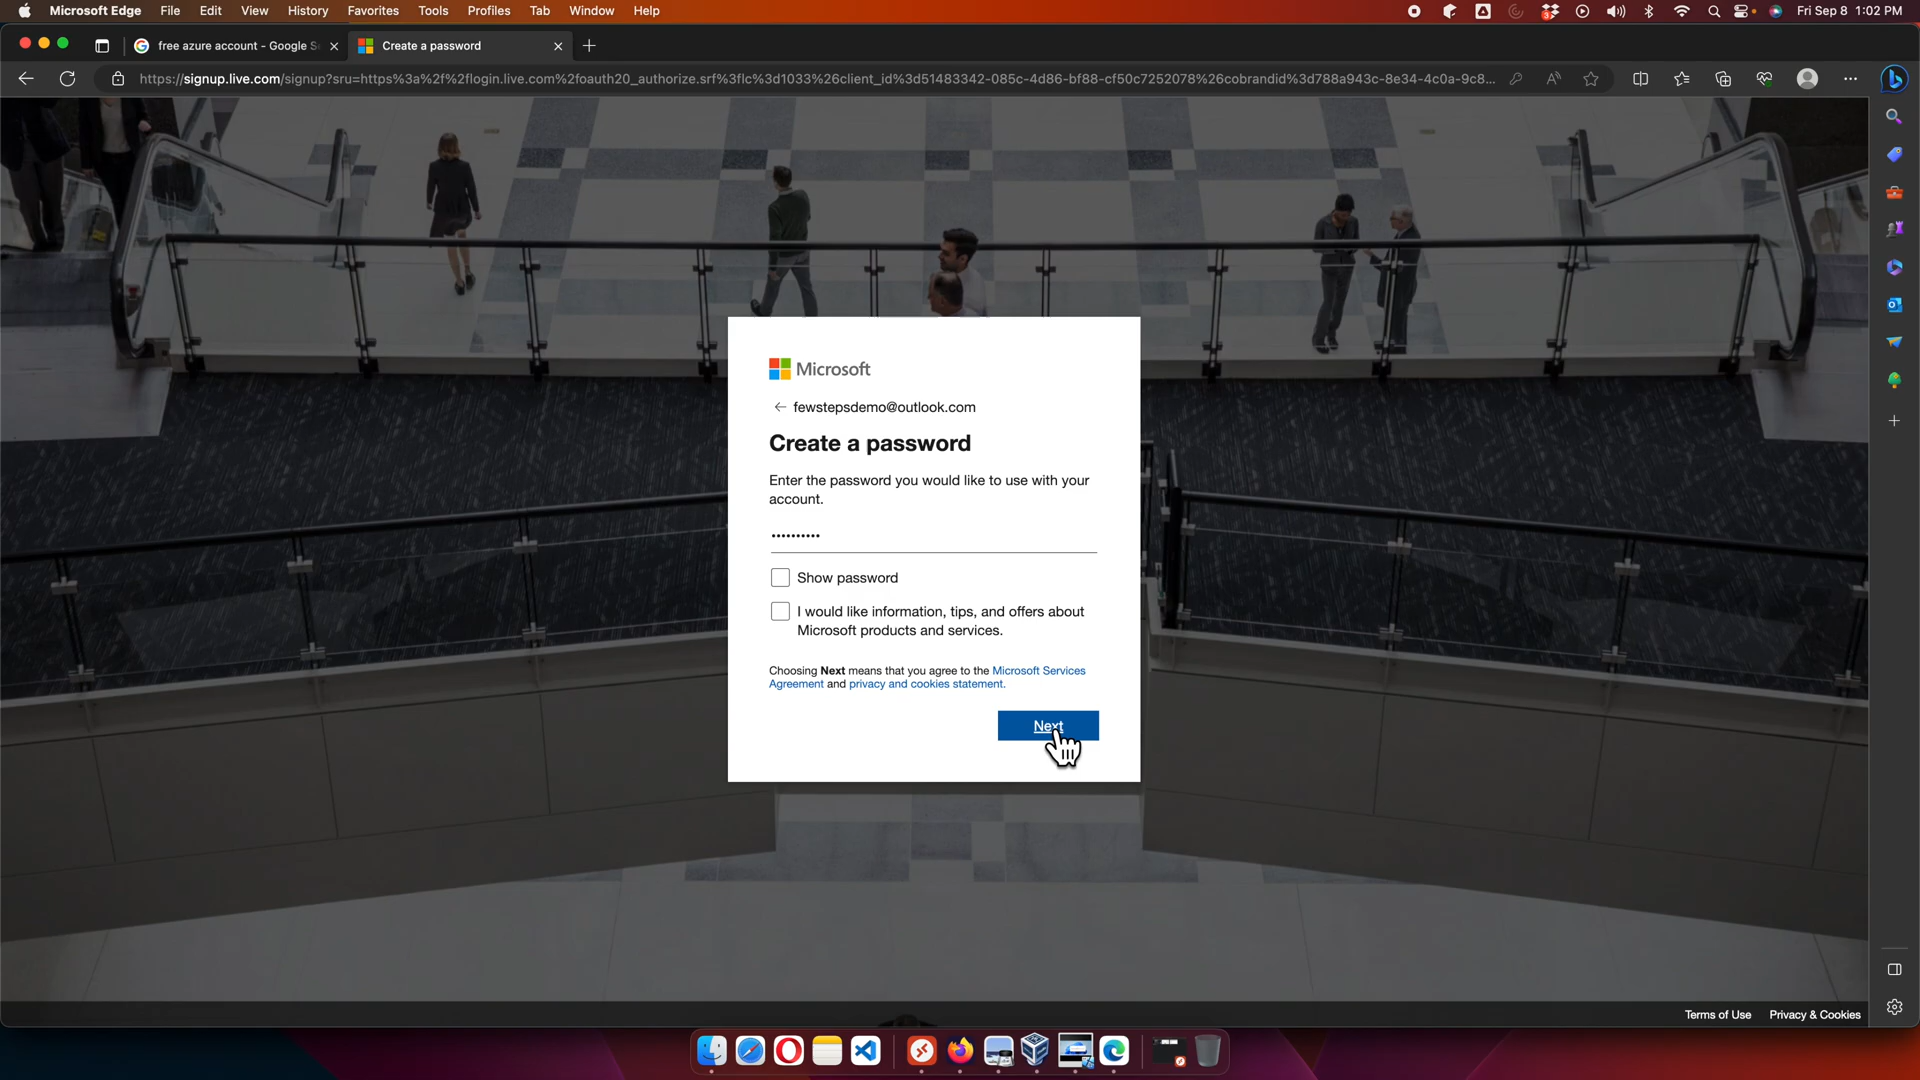 Microsoft Edge File Edit View History Favorites Tools Profiles Tab Window Help Fri Sep 8 1:02 PM
free azure account - Google S Create a password
https://signup.live.com/signup?sru=https%3a%2f%2flogin.live.com%2foauth20_authorize.srf%3flc%3d1033%26client_id%3d51483342-085c-4d86-bf88-cf50c7252078%26cobrandid%3d788a943c-8e34-4c0a-9c8...
Microsoft
fewstepsdemo@outlook.com
Create a password
Enter the password you would like to use with your
account.
Show password
I would like information, tips, and offers about
Microsoft products and services.
Choosing Next means that you agree to the Microsoft Services
Agreement and privacy and cookies statement.
Next
Terms of Use Privacy & Cookies